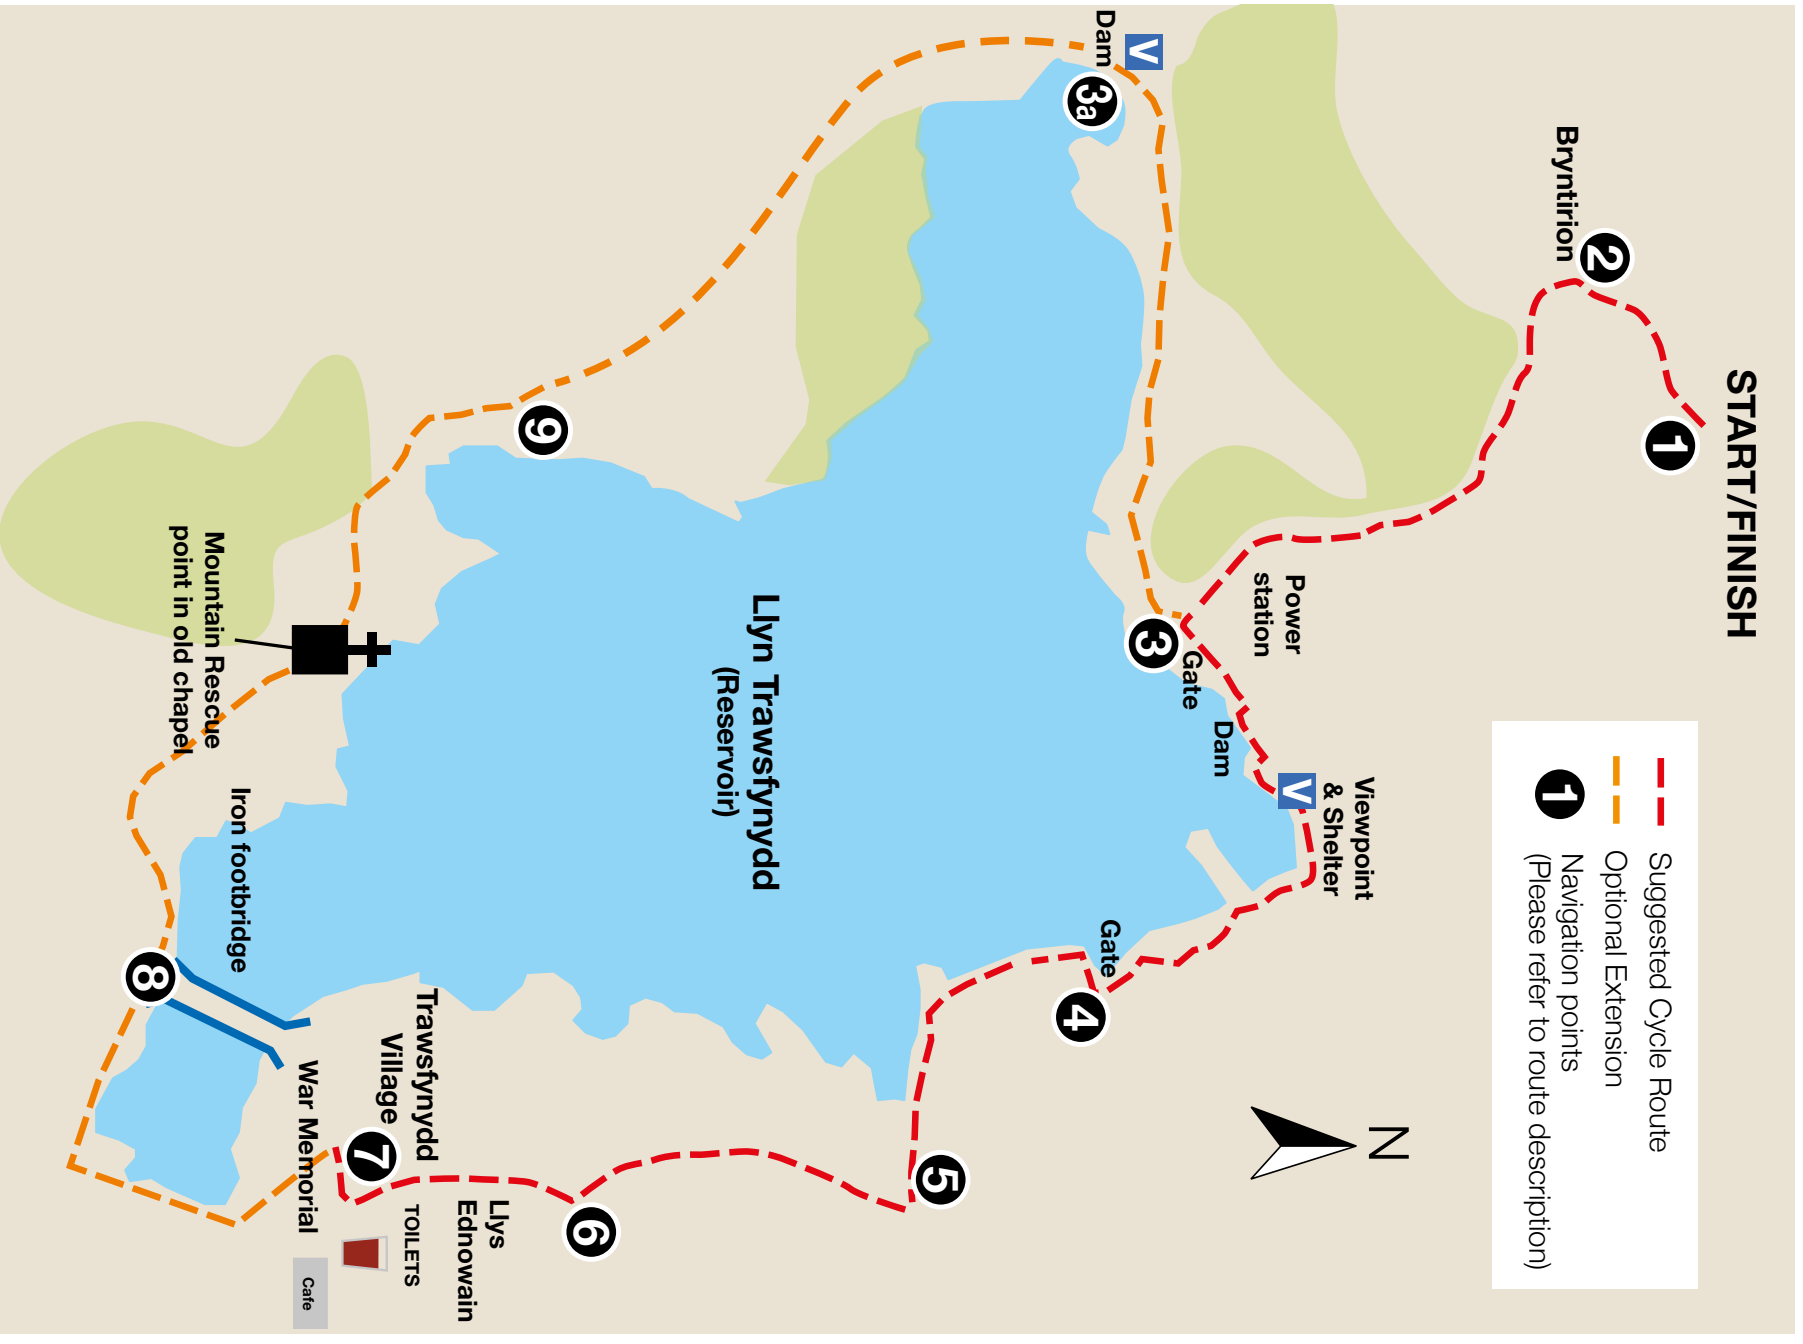 START/FINISH
1
2
Bryntirion
Suggested Cycle Route
Optional Extension
1
Navigation points
(Please refer to route description)
N
Power
station
Viewpoint
& Shelter
V
Dam
Gate
3
V
Dam
3a
Gate
4
5
Llyn Trawsfynydd
(Reservoir)
6
9
Llys
Ednowain
TOILETS
Trawsfynydd
Village
7
War Memorial
Cafe
Iron footbridge
8
Mountain Rescue
point in old chapel